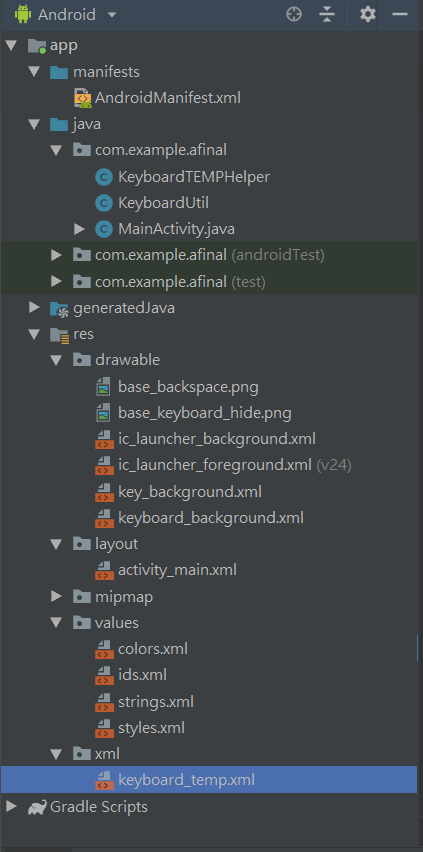 Android
app
manifests
AndroidManifest.xml
java
com.example.afinal
KeyboardTEMPHelper
KeyboardUtil
MainActivity.java
com.example.afinal (androidTest)
com.example.afinal (test)
generatedJava
res
drawable
base_backspace.png
base_keyboard_hide.png
ic_launcher_background.xml
ic_launcher_foreground.xml (v24)
key_background.xml
keyboard_background.xml
layout
activity_main.xml
mipmap
values
colors.xml
ids.xml
strings.xml
styles.xml
xml
keyboard_temp.xml
Gradle Scripts